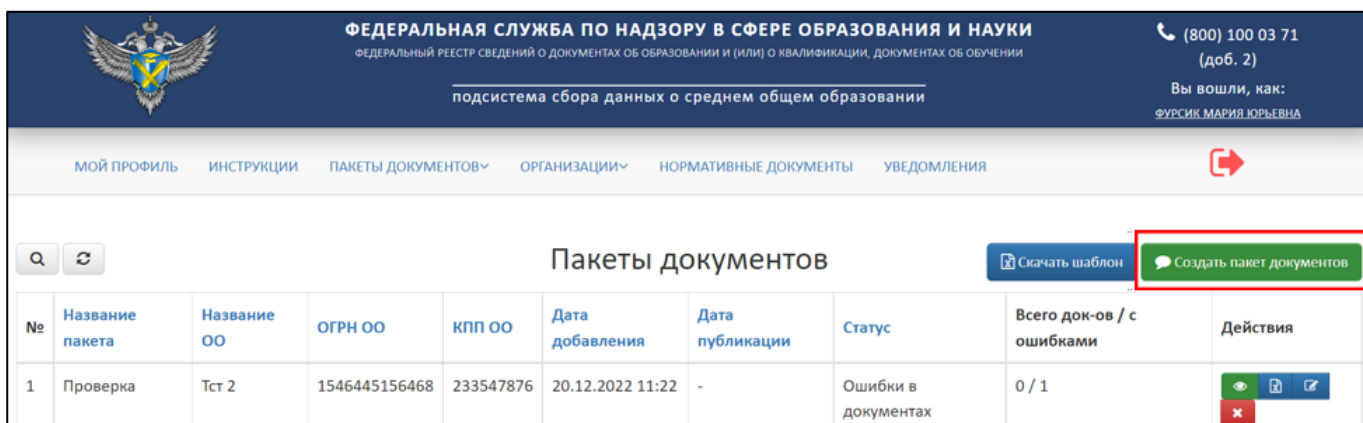 ФЕДЕРАЛЬНАЯ СЛУЖБА ПО НАДЗОРУ В СФЕРЕ ОБРАЗОВАНИЯ И НАУКИ
ФЕДЕРАЛЬНЫЙ РЕЕСТР СВЕДЕНИЙ О ДОКУМЕНТАХ ОБ ОБРАЗОВАНИИ И (ИЛИ) О КВАЛИФИКАЦИИ, ДОКУМЕНТАХ ОБ ОБУЧЕНИИ
подсистема сбора данных о среднем общем образовании
(800) 100 03 71
(доб. 2)
Вы вошли, как:
ФУРСИК МАРИЯ ЮРЬЕВНА
МОЙ ПРОФИЛЬ ИНСТРУКЦИИ ПАКЕТЫ ДОКУМЕНТОВ ОРГАНИЗАЦИИ НОРМАТИВНЫЕ ДОКУМЕНТЫ УВЕДОМЛЕНИЯ
Пакеты документов Скачать шаблон Создать пакет документов
№ Название пакета Название ОО ОГРН ОО КПП ОО Дата добавления Дата публикации Статус Всего док-ов / с ошибками Действия
1 Проверка Тст 2 1546445156468 233547876 20.12.2022 11:22 - Ошибки в документах 0 / 1